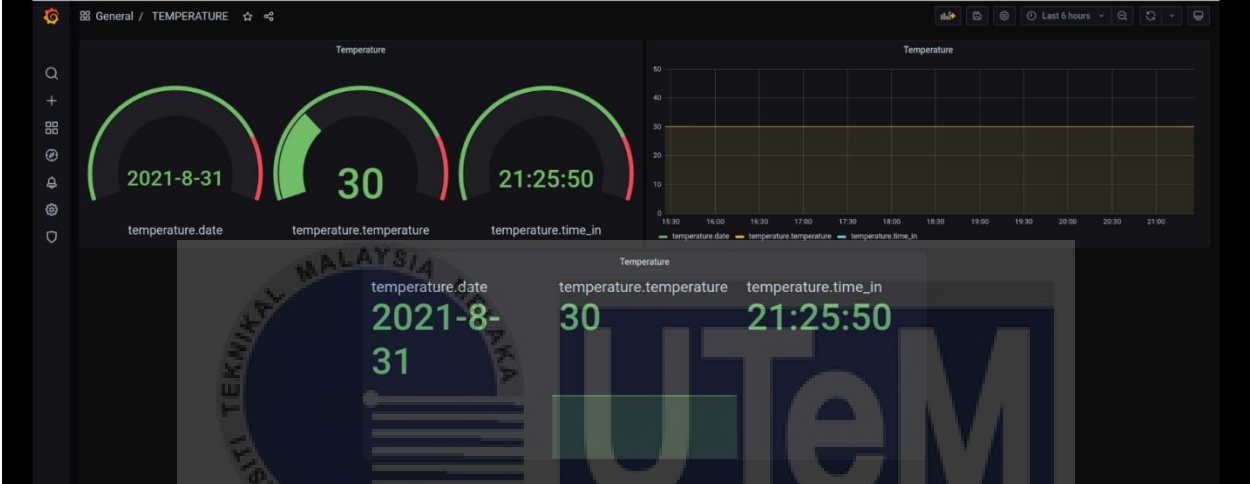 General / TEMPERATURE
Last 6 hours
Temperature
2021-8-31
temperature.date
30
temperature.temperature
21:25:50
temperature.time_in
Temperature
50
40
30
20
10
0
15:30 16:00 16:30 17:00 17:30 18:00 18:30 19:00 19:30 20:00 20:30 21:00
temperature.date temperature.temperature temperature.time_in
Temperature
temperature.date
2021-8-
31
temperature.temperature
30
temperature.time_in
21:25:50
SITI TEKNIKAL MALAYSIA MELAKA
UTeM